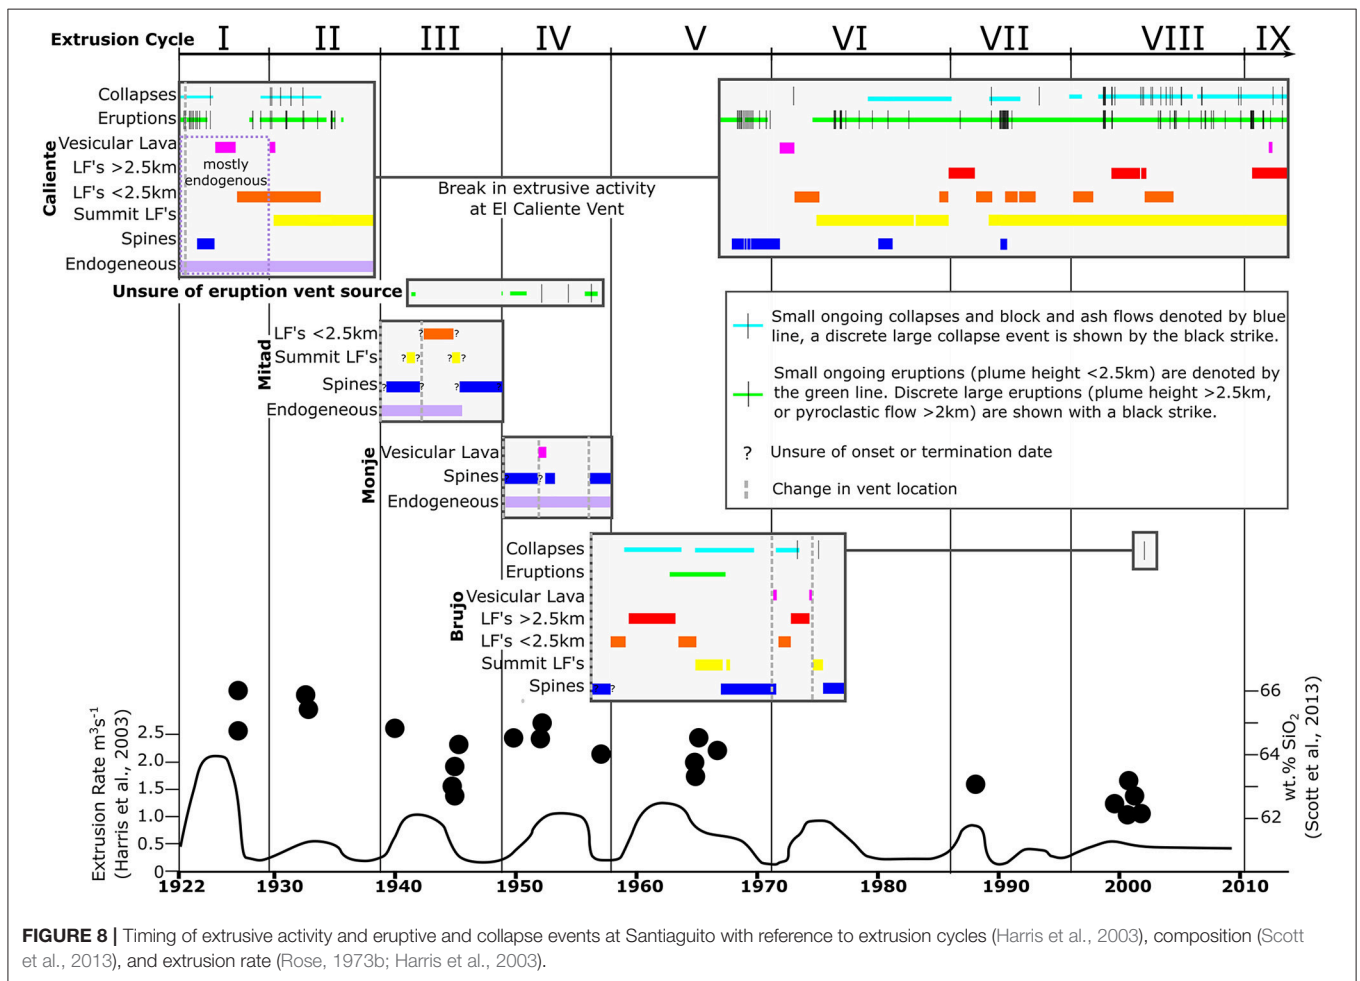 Extrusion Cycle I II III IV V VI VII VIII IX
Caliente
Collapses
Eruptions
Vesicular Lava
LF's >2.5km
LF's <2.5km
Summit LF's
Spines
Endogeneous
mostly
endogenous
Break in extrusive activity
at El Caliente Vent
Unsure of eruption vent source
Mitad
LF's <2.5km ? ?
Summit LF's ? ? ? ?
Spines ? ? ?
Endogeneous
Monje
Vesicular Lava
Spines ?
Endogeneous
Small ongoing collapses and block and ash flows denoted by blue
line, a discrete large collapse event is shown by the black strike.
Small ongoing eruptions (plume height <2.5km) are denoted by
the green line. Discrete large eruptions (plume height >2.5km,
or pyroclastic flow >2km) are shown with a black strike.
? Unsure of onset or termination date
Change in vent location
Brujo
Collapses
Eruptions
Vesicular Lava
LF's >2.5km
LF's <2.5km
Summit LF's
Spines ?
Extrusion Rate m³s⁻¹
(Harris et al., 2003)
2.5
2.0
1.5
1.0
0.5
0
66
64
62
wt.% SiO₂
(Scott et al., 2013)
1922 1930 1940 1950 1960 1970 1980 1990 2000 2010
FIGURE 8 | Timing of extrusive activity and eruptive and collapse events at Santiaguito with reference to extrusion cycles (Harris et al., 2003), composition (Scott
et al., 2013), and extrusion rate (Rose, 1973b; Harris et al., 2003).